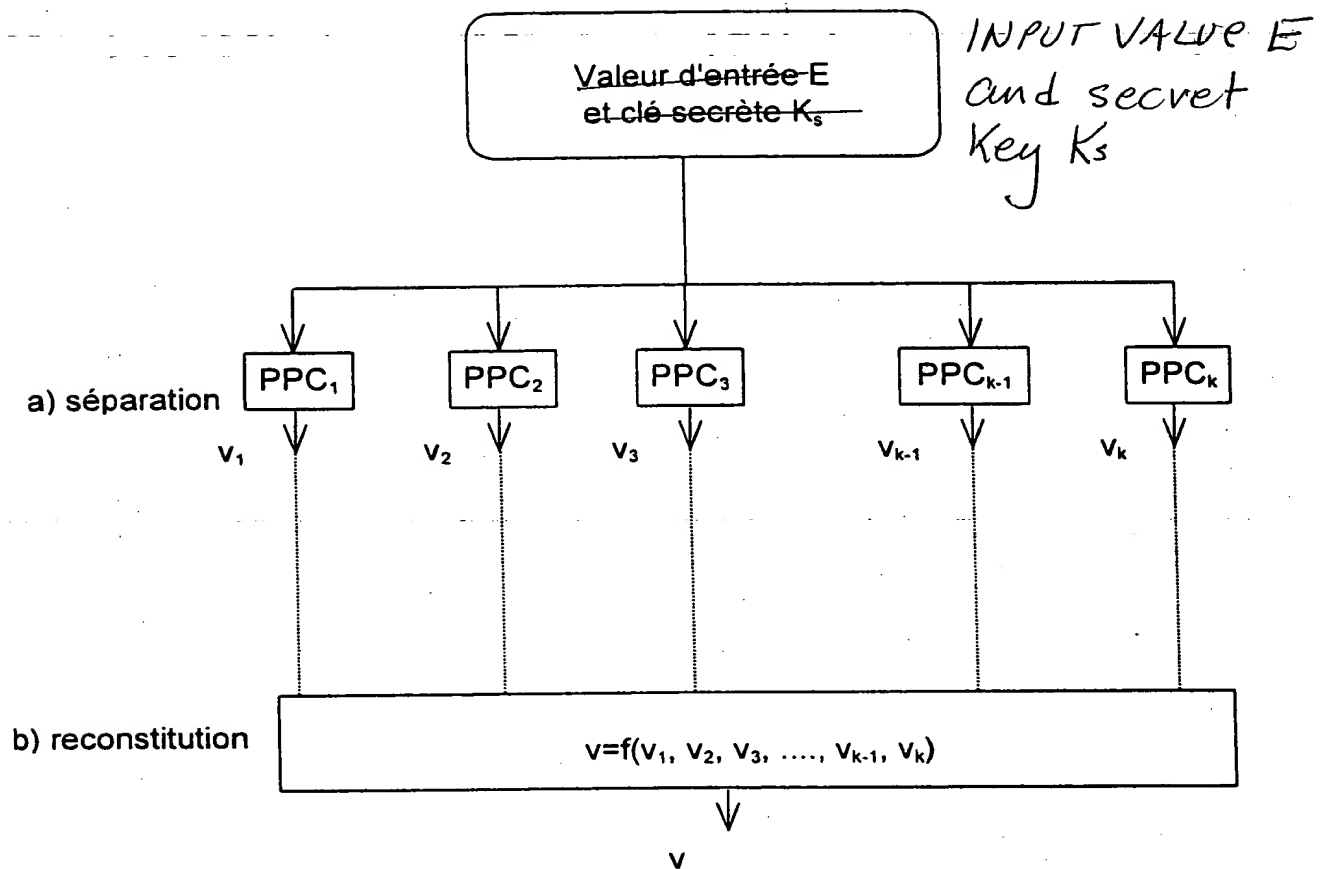 Valeur d'entrée E
et clé secrète Kₛ
INPUT VALUE E
and secret
Key Ks
PPC₁ PPC₂ PPC₃ PPCₖ₋₁ PPCₖ
a) séparation
v₁ v₂ v₃ vₖ₋₁ vₖ
b) reconstitution
v=f(v₁, v₂, v₃, ...., vₖ₋₁, vₖ)
v